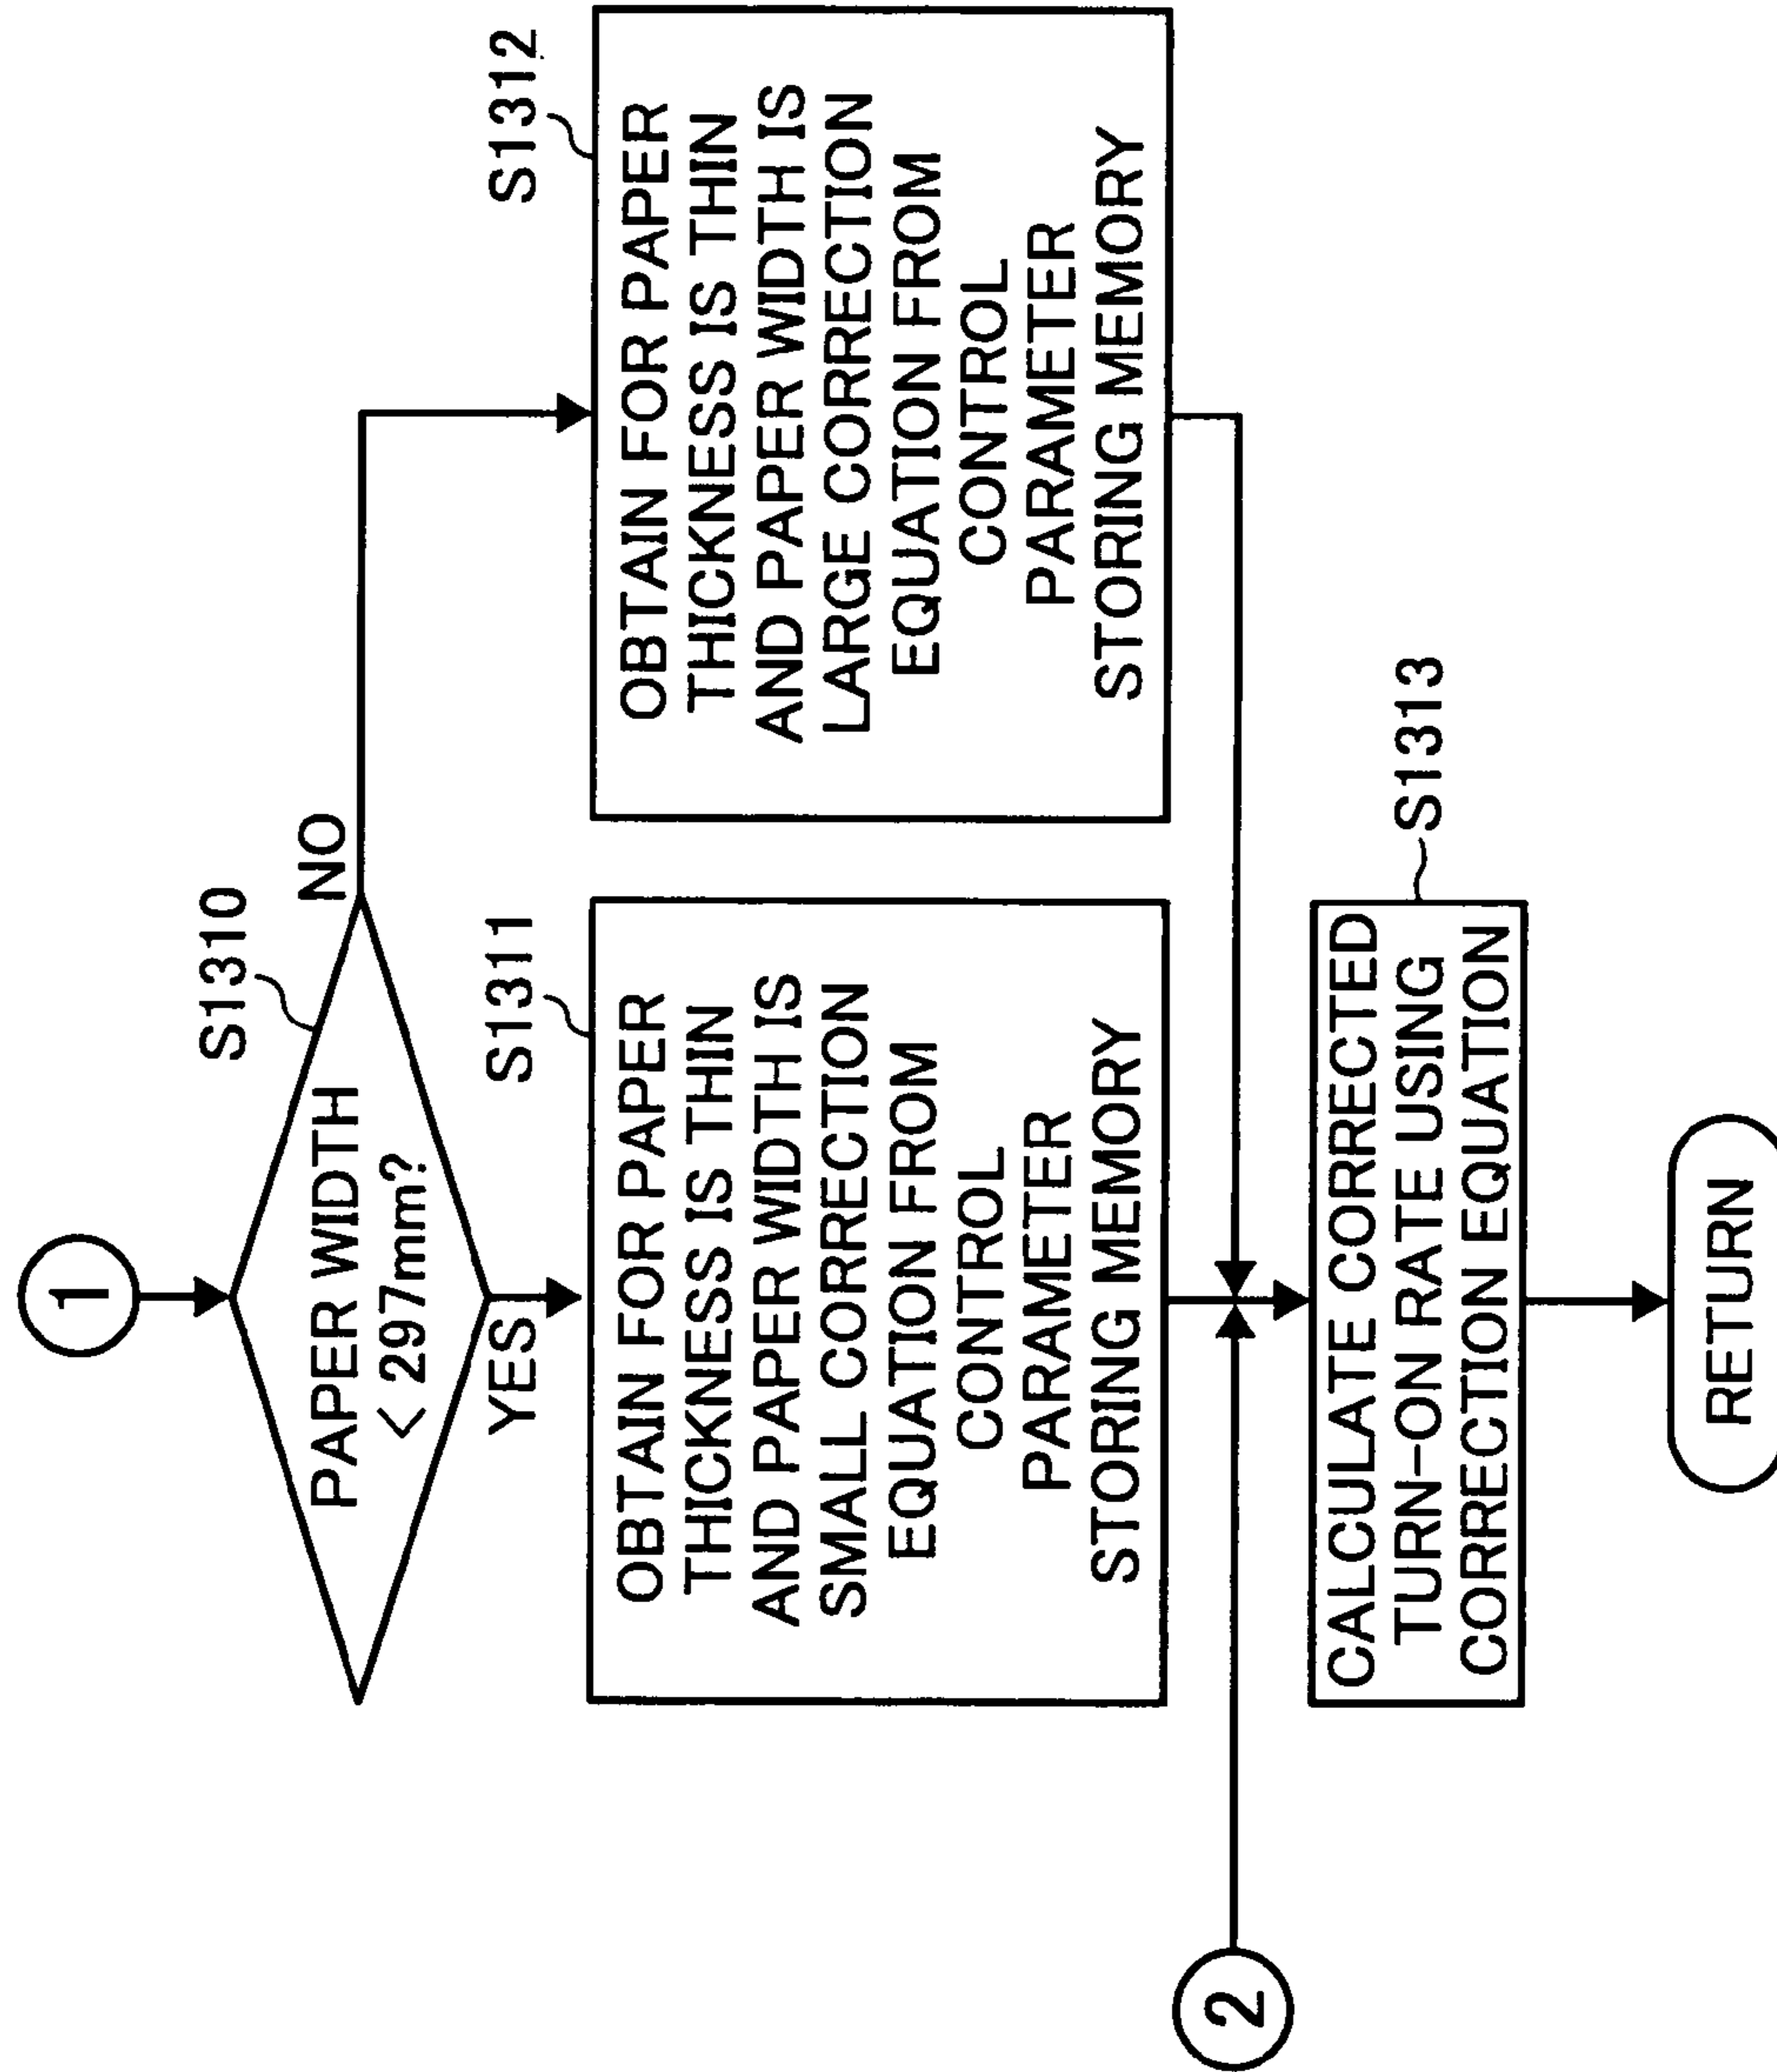 1
S1310
PAPER WIDTH
< 297mm?
NO
YES
S1311
OBTAIN FOR PAPER
THICKNESS IS THIN
AND PAPER WIDTH IS
SMALL CORRECTION
EQUATION FROM
CONTROL
PARAMETER
STORING MEMORY
S1312
OBTAIN FOR PAPER
THICKNESS IS THIN
AND PAPER WIDTH IS
LARGE CORRECTION
EQUATION FROM
CONTROL
PARAMETER
STORING MEMORY
2
S1313
CALCULATE CORRECTED
TURN-ON RATE USING
CORRECTION EQUATION
RETURN